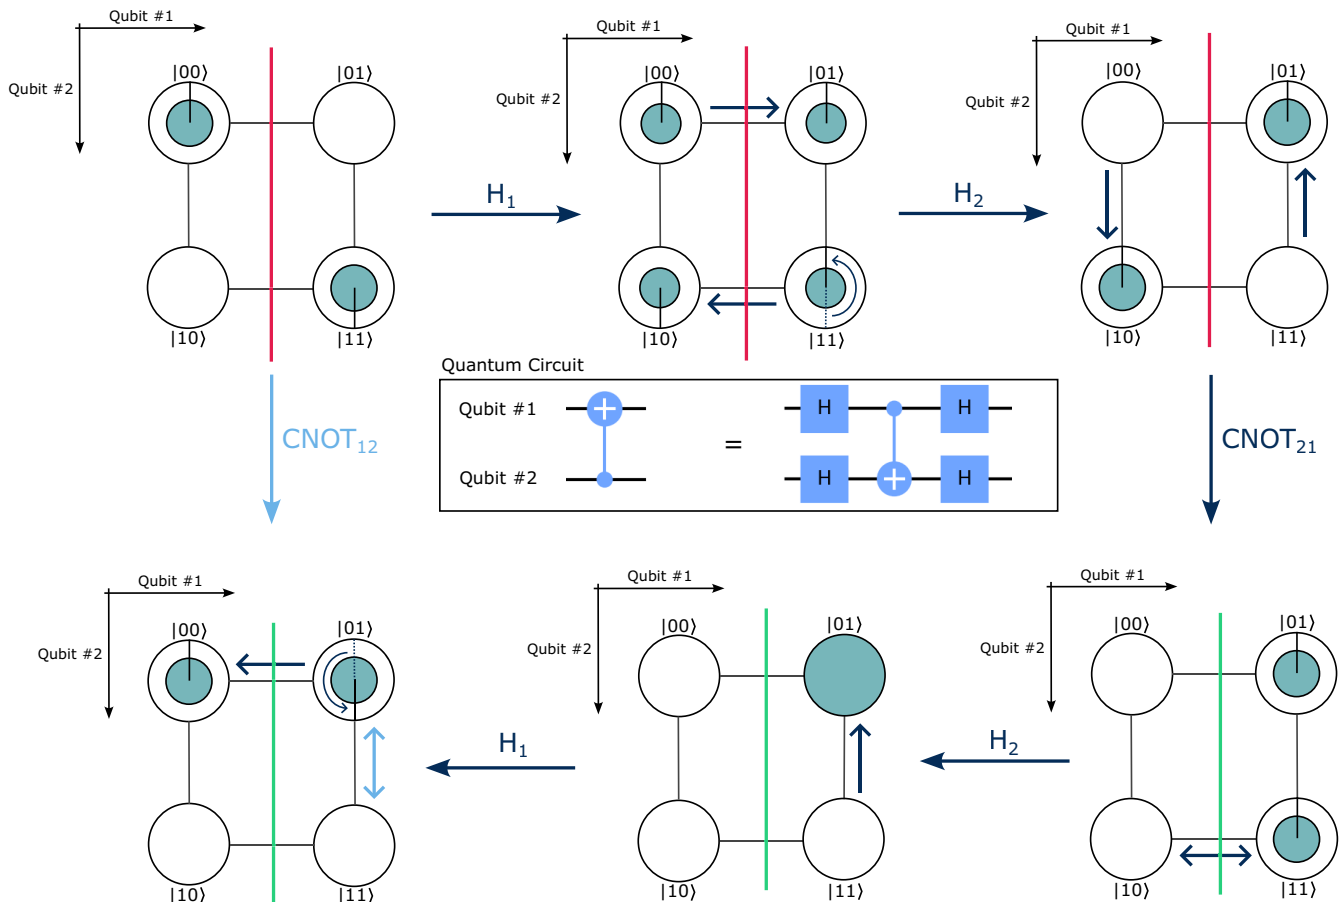 Qubit #1
Qubit #2
|00⟩ |01⟩
|10⟩ |11⟩
H₁
Qubit #1
Qubit #2
|00⟩ |01⟩
|10⟩ |11⟩
H₂
Qubit #1
Qubit #2
|00⟩ |01⟩
|10⟩ |11⟩
CNOT₁₂
Quantum Circuit
Qubit #1
Qubit #2
=
H H
H H
CNOT₂₁
Qubit #1
Qubit #2
|00⟩ |01⟩
|10⟩ |11⟩
H₁
Qubit #1
Qubit #2
|00⟩ |01⟩
|10⟩ |11⟩
H₂
Qubit #1
Qubit #2
|00⟩ |01⟩
|10⟩ |11⟩